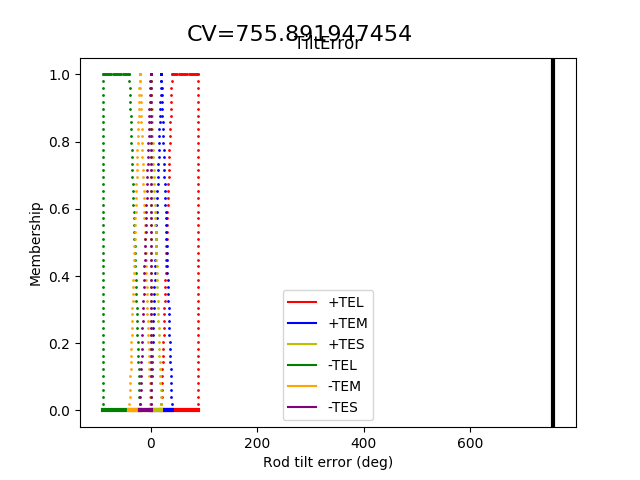 CV=755.891947454
TiltError
1.0
0.8
0.6
0.4
0.2
0.0
Membership
+TEL
+TEM
+TES
-TEL
-TEM
-TES
0
200
400
600
Rod tilt error (deg)